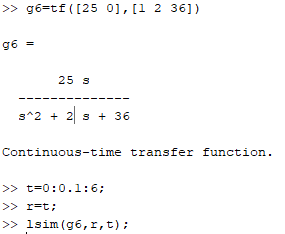 >> g6=tf([25 0],[1 2 36])
g6 =
25 s
--------------
s^2 + 2 s + 36
Continuous-time transfer function.
>> t=0:0.1:6;
>> r=t;
>> lsim(g6,r,t);